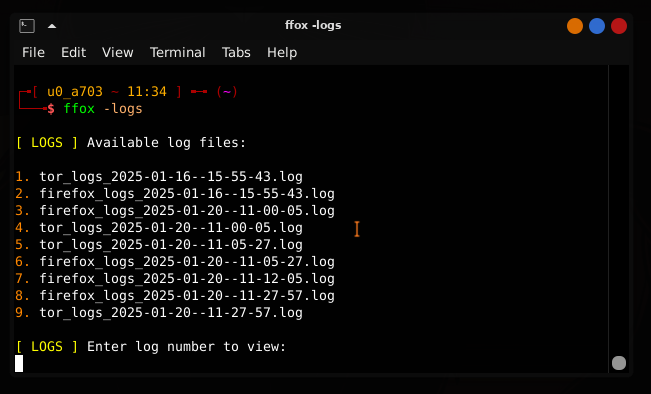 ffox -logs
File Edit View Terminal Tabs Help
[ u0_a703 ~ 11:34 ] (~)
$ ffox -logs
[ LOGS ] Available log files:
1. tor_logs_2025-01-16--15-55-43.log
2. firefox_logs_2025-01-16--15-55-43.log
3. firefox_logs_2025-01-20--11-00-05.log
4. tor_logs_2025-01-20--11-00-05.log
5. tor_logs_2025-01-20--11-05-27.log
6. firefox_logs_2025-01-20--11-05-27.log
7. firefox_logs_2025-01-20--11-12-05.log
8. firefox_logs_2025-01-20--11-27-57.log
9. tor_logs_2025-01-20--11-27-57.log
[ LOGS ] Enter log number to view: